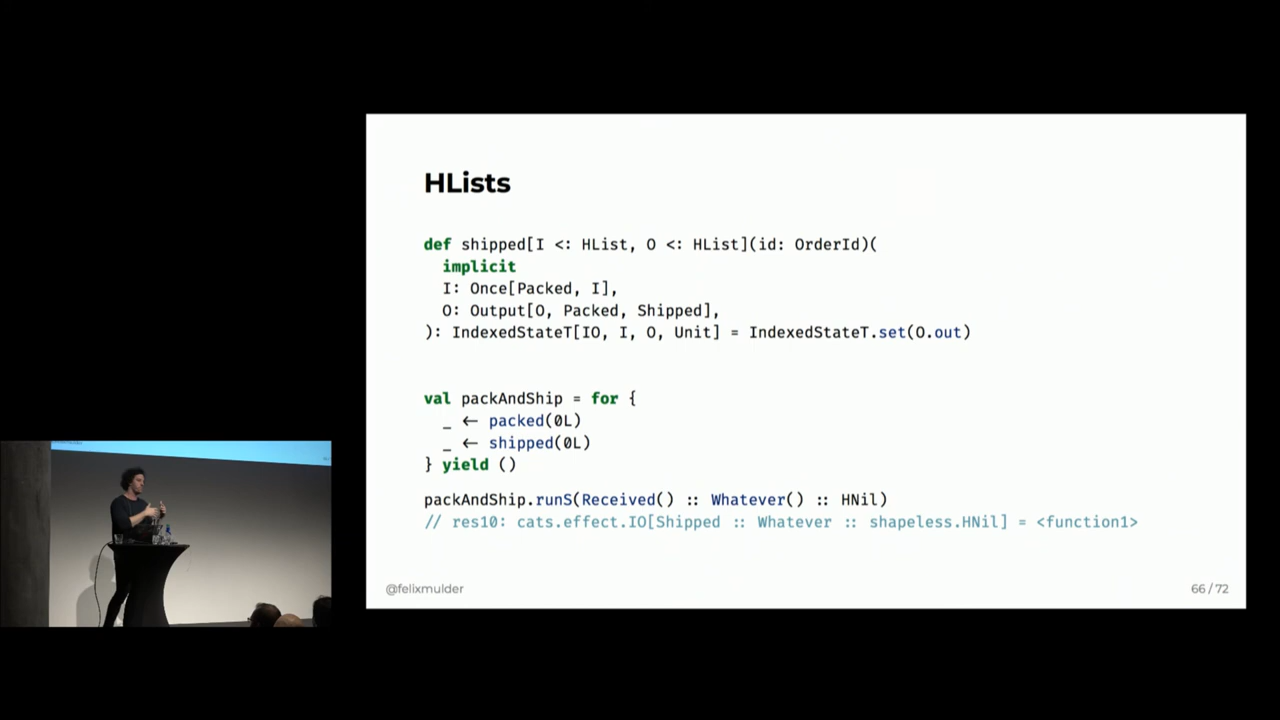 HLists
def shipped[I <: HList, O <: HList](id: OrderId)(
implicit
I: Once[Packed, I],
O: Output[O, Packed, Shipped],
): IndexedStateT[IO, I, O, Unit] = IndexedStateT.set(O.out)
val packAndShip = for {
_ ← packed(0L)
_ ← shipped(0L)
} yield ()
packAndShip.runS(Received() :: Whatever() :: HNil)
// res10: cats.effect.IO[Shipped :: Whatever :: shapeless.HNil] = <function1>
@felixmulder
66 / 72